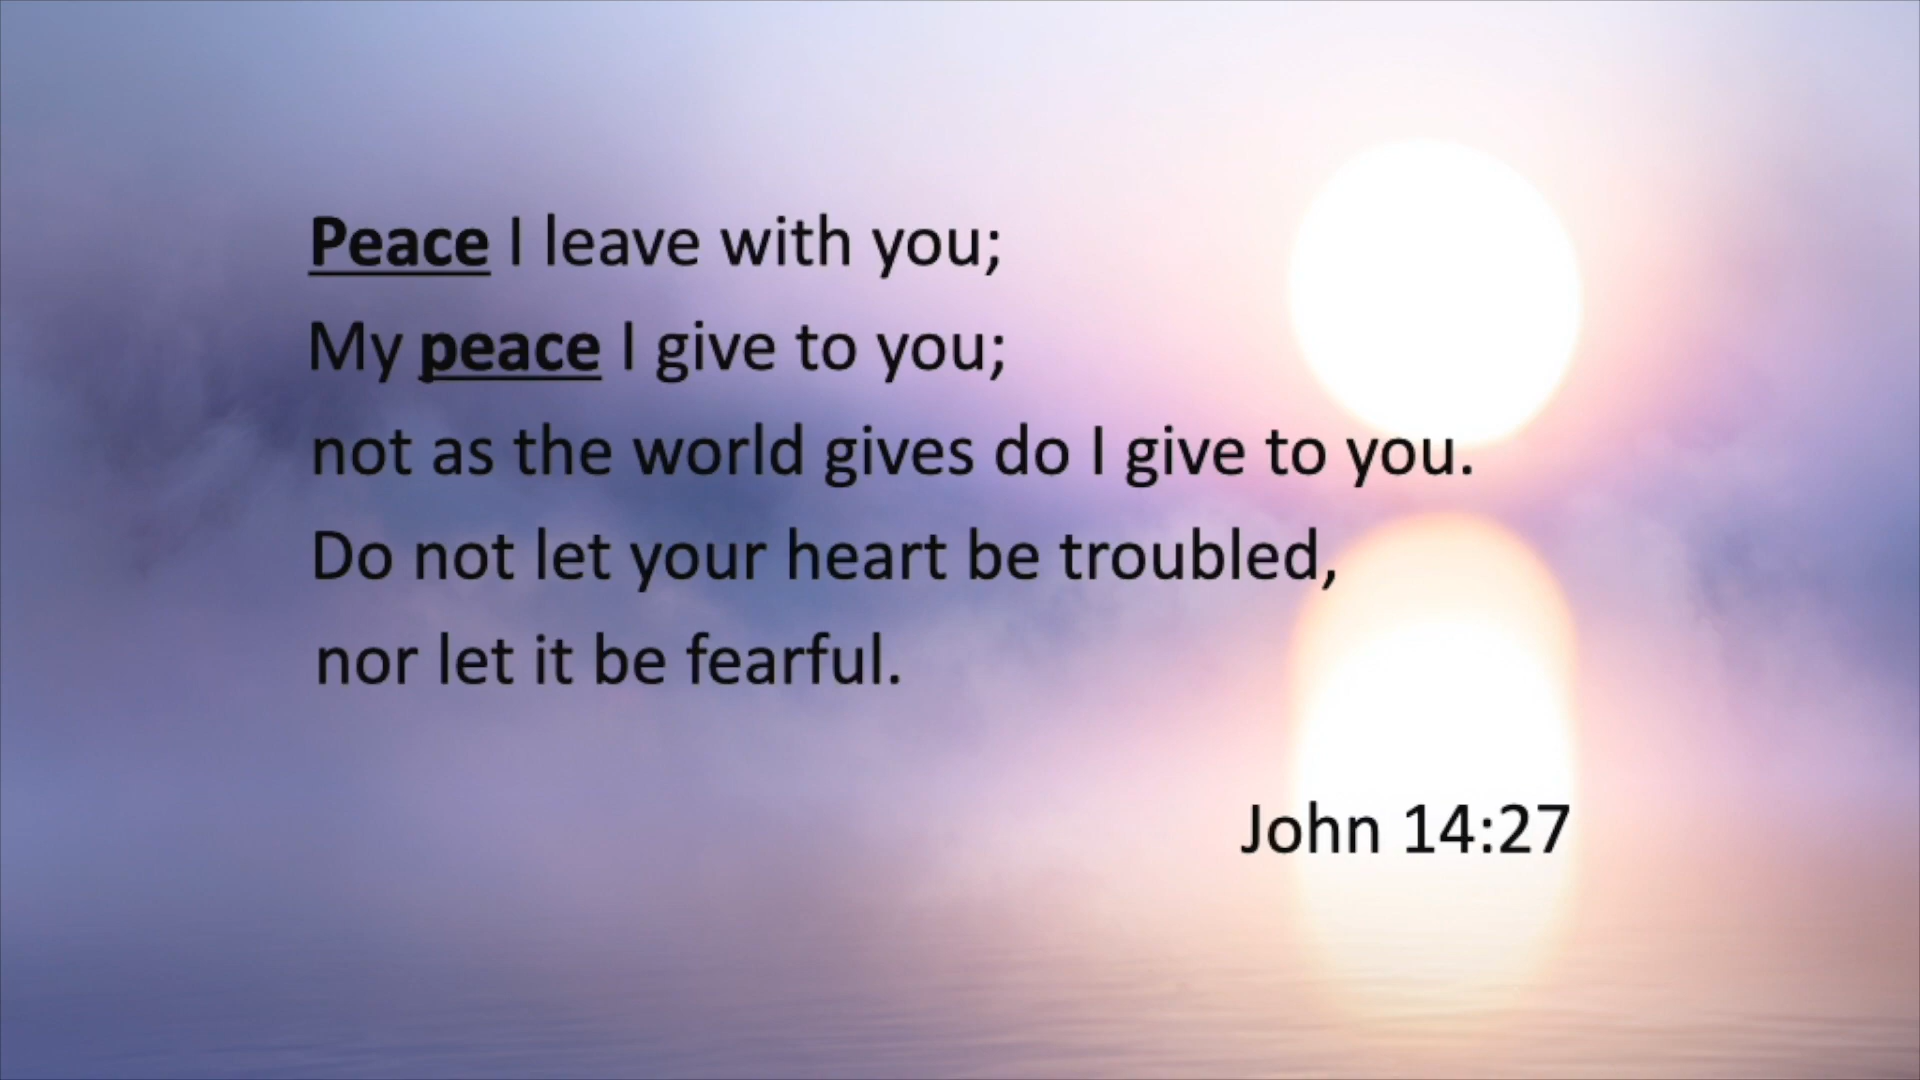 Peace I leave with you;
My peace I give to you;
not as the world gives do I give to you.
Do not let your heart be troubled,
nor let it be fearful.
John 14:27